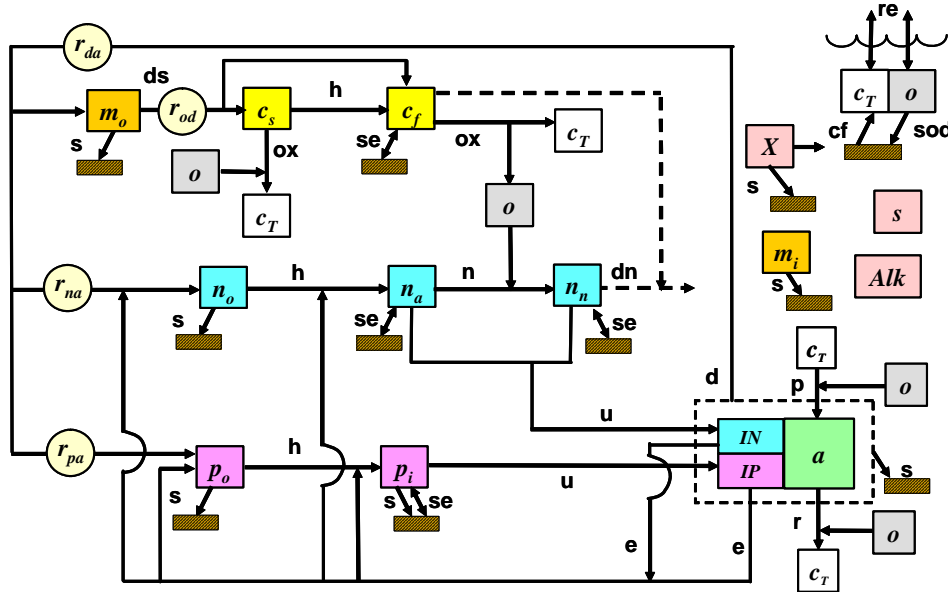 re
r_da
ds
h
c_T o
m_o r_od c_s c_f
s ox se ox c_T cf sod
X
o s
c_T o s
m_i
h n dn s Alk
r_na n_o n_a n_n
s se se
c_T
d p o
u
IN
r_pa h IP a
p_o p_i
s s se u s
r
e e o
c_T